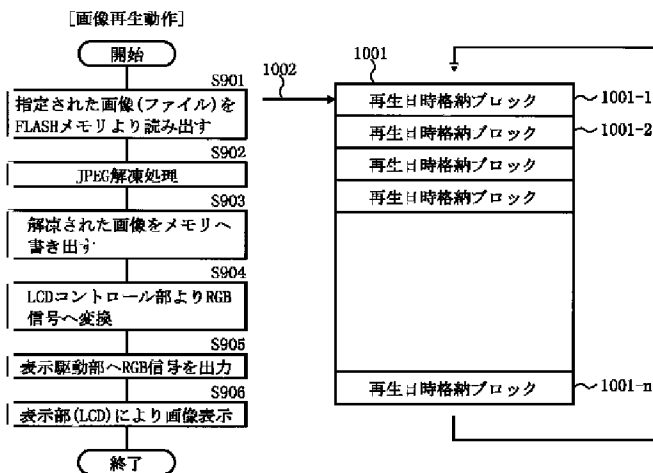 [画像再生動作]
開始
S901
指定された画像(ファイル)を
FLASHメモリより読み出す
S902
JPEG解凍処理
S903
解凉された画像をメモリへ
書き出す
S904
LCDコントロール部よりRGB
信号へ変換
S905
表示駆動部へRGB信号を出力
S906
表示部(LCD)により画像表示
終了
1002
1001
再生日時格納ブロック
1001-1
再生日時格納ブロック
1001-2
再生日時格納ブロック
再生日時格納ブロック
再生日時格納ブロック
1001-n